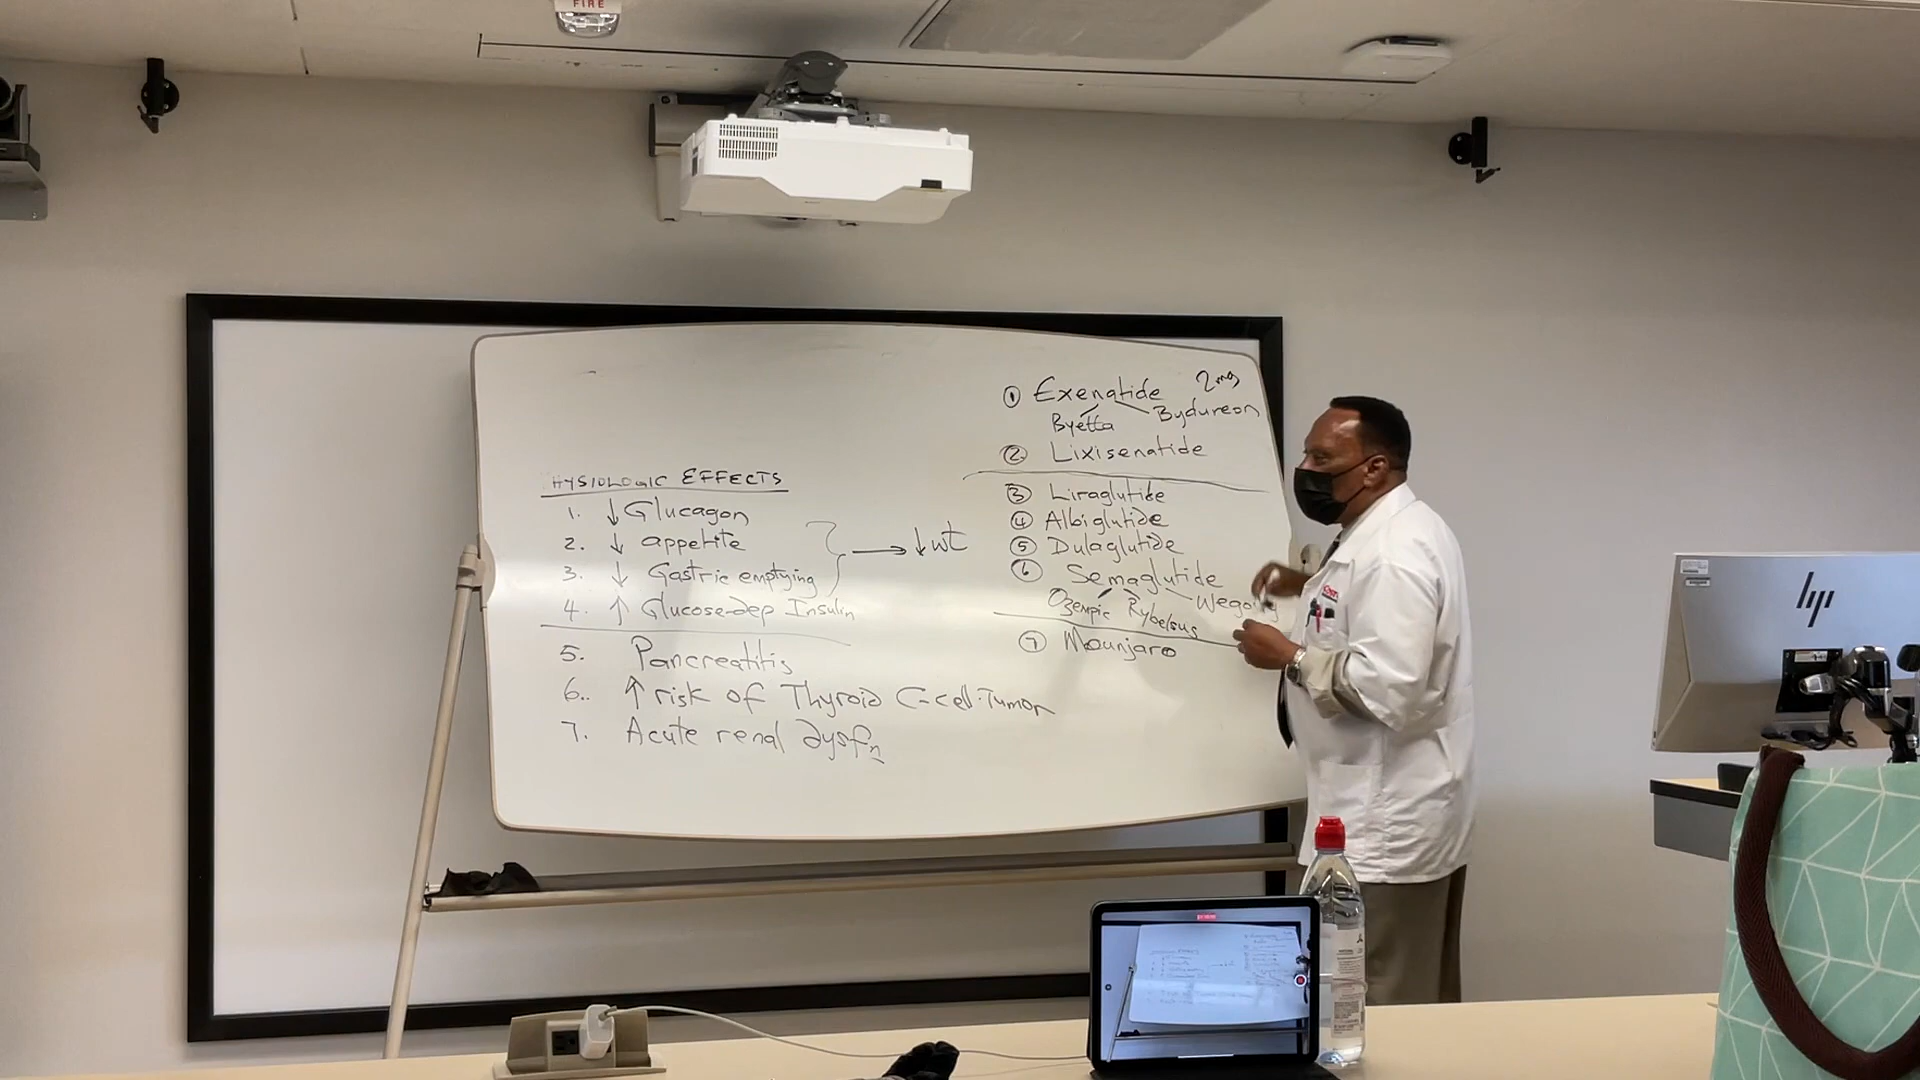 FIRE
HYSIOLOGIC EFFECTS
1. ↓ Glucagon
2. ↓ appetite
3. ↓ Gastric emptying
4. ↑ Glucose-dep Insulin
→ ↓ wt
5. Pancreatitis
6. ↑ risk of Thyroid C-cell Tumor
7. Acute renal dysfn
① Exenatide 2mg
Byetta Bydureon
② Lixisenatide
③ Liraglutide
④ Albiglutide
⑤ Dulaglutide
⑥ Semaglutide
Ozempic Rybelsus Wegovy
⑦ Mounjaro
hp